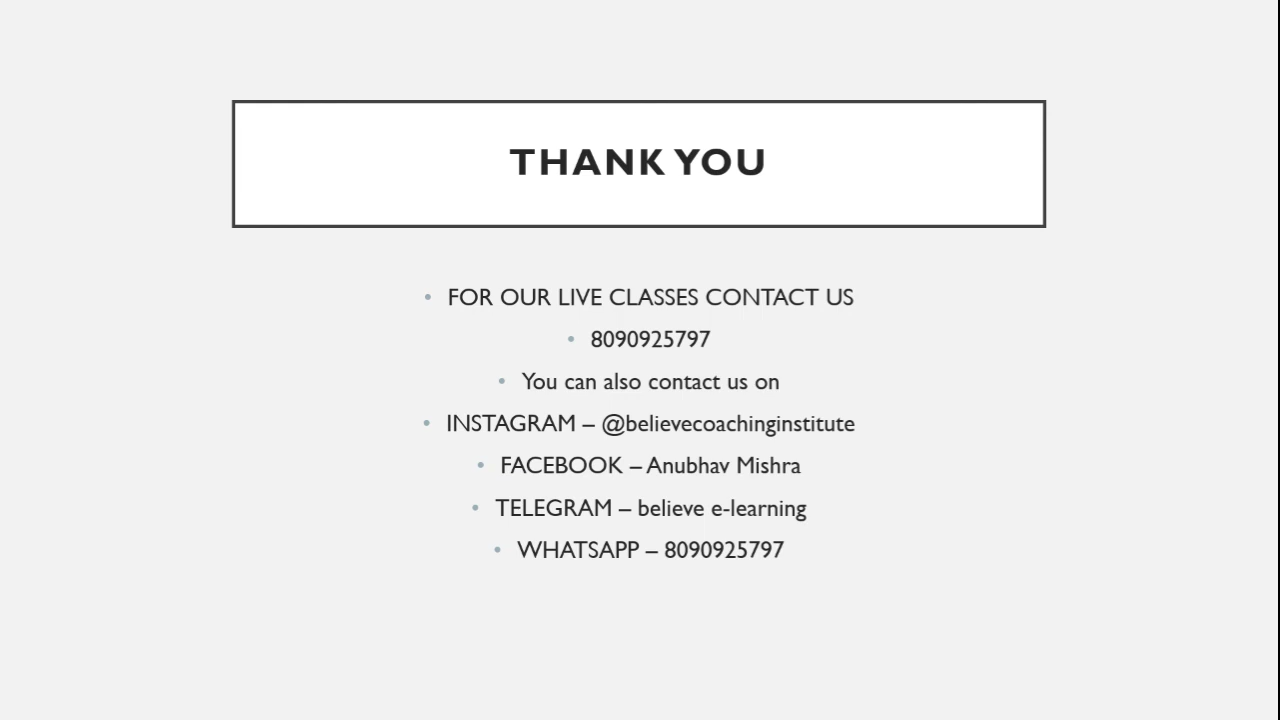 THANK YOU
• FOR OUR LIVE CLASSES CONTACT US
• 8090925797
• You can also contact us on
• INSTAGRAM – @believecoachinginstitute
• FACEBOOK – Anubhav Mishra
• TELEGRAM – believe e-learning
• WHATSAPP – 8090925797